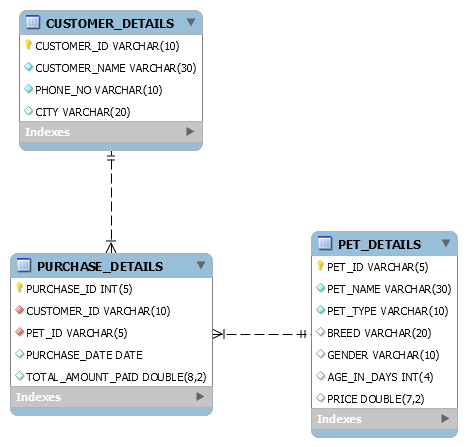 CUSTOMER_DETAILS
CUSTOMER_ID VARCHAR(10)
CUSTOMER_NAME VARCHAR(30)
PHONE_NO VARCHAR(10)
CITY VARCHAR(20)
Indexes
PURCHASE_DETAILS
PURCHASE_ID INT(5)
CUSTOMER_ID VARCHAR(10)
PET_ID VARCHAR(5)
PURCHASE_DATE DATE
TOTAL_AMOUNT_PAID DOUBLE(8,2)
Indexes
PET_DETAILS
PET_ID VARCHAR(5)
PET_NAME VARCHAR(30)
PET_TYPE VARCHAR(10)
BREED VARCHAR(20)
GENDER VARCHAR(10)
AGE_IN_DAYS INT(4)
PRICE DOUBLE(7,2)
Indexes